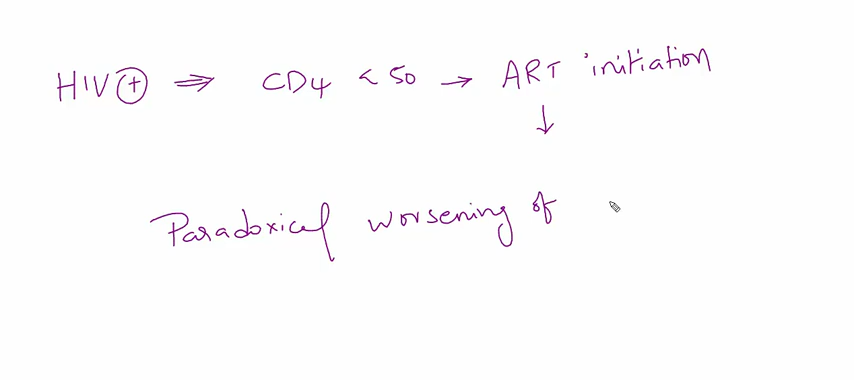 HIV ⊕ ⇒ CD4 < 50 → ART initiation
↓
Paradoxical worsening of